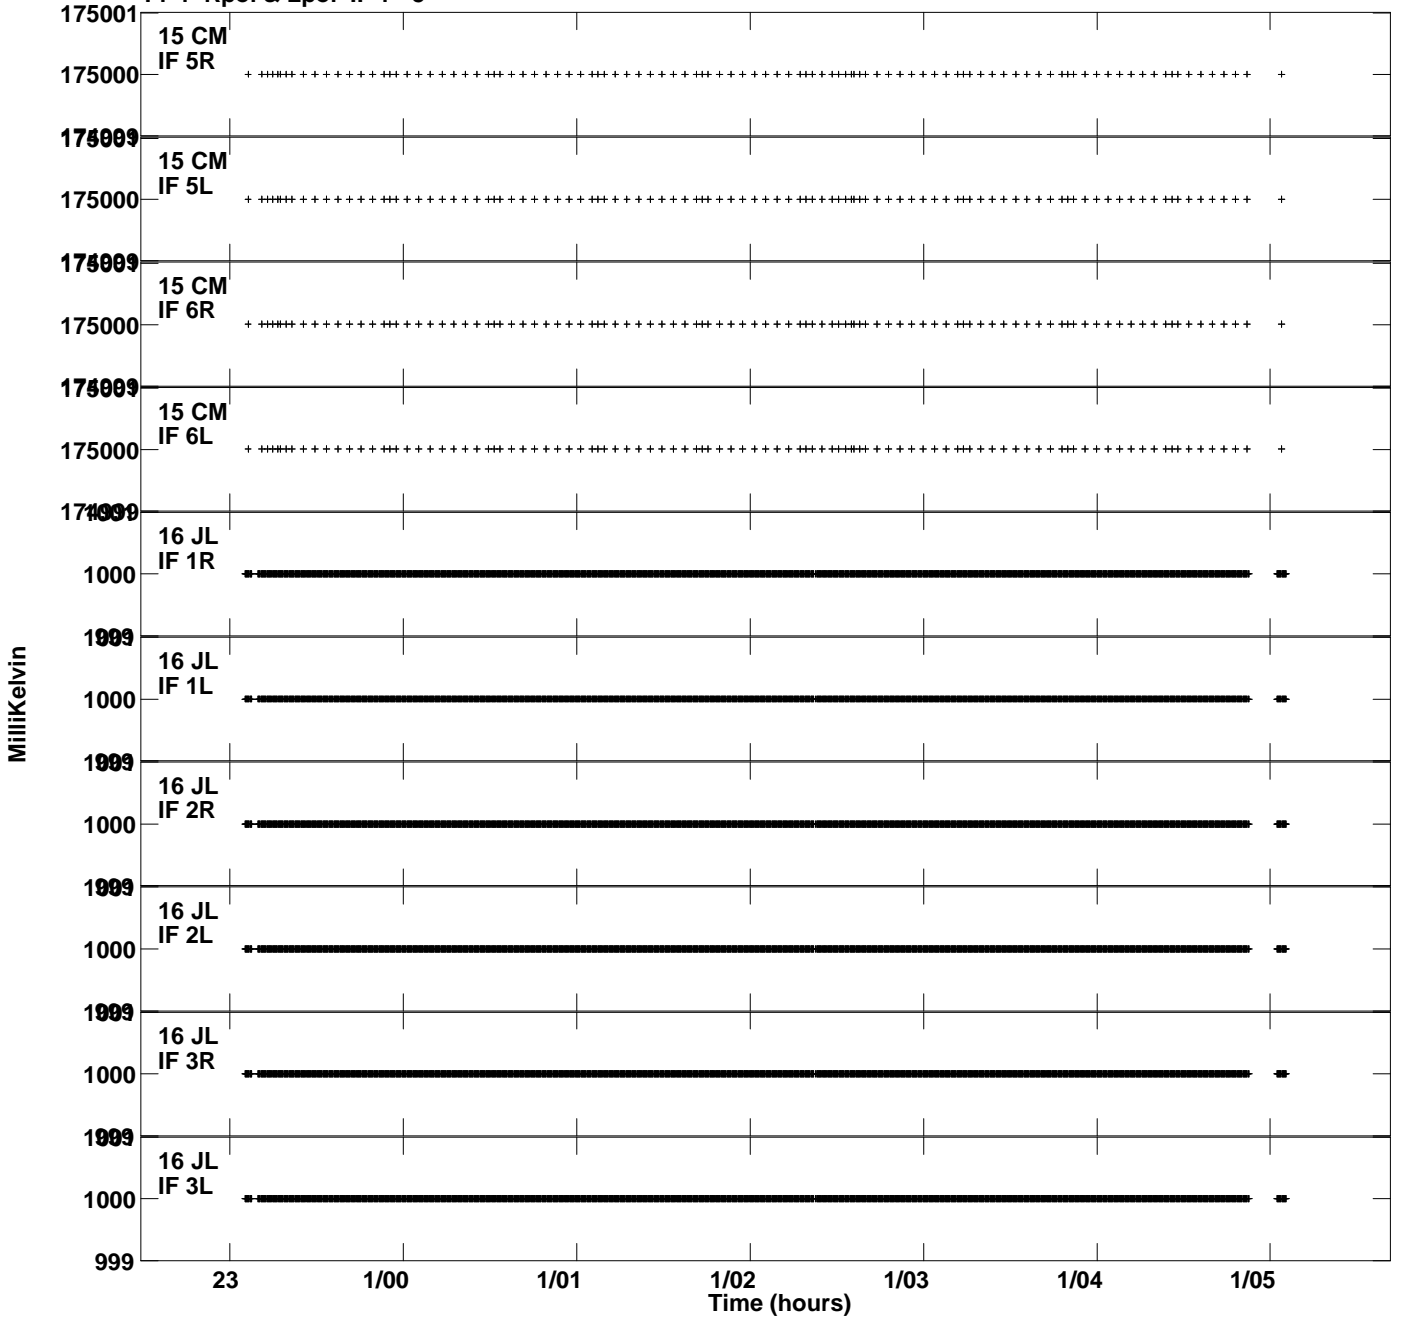 175001
15 CM
IF 5R
175000
15 CM
IF 5L
175000
15 CM
IF 6R
175000
15 CM
IF 6L
175000
16 JL
IF 1R
1000
16 JL
IF 1L
1000
16 JL
IF 2R
1000
16 JL
IF 2L
1000
16 JL
IF 3R
1000
16 JL
IF 3L
1000
999
MilliKelvin
23 1/00 1/01 1/02 1/03 1/04 1/05
Time (hours)